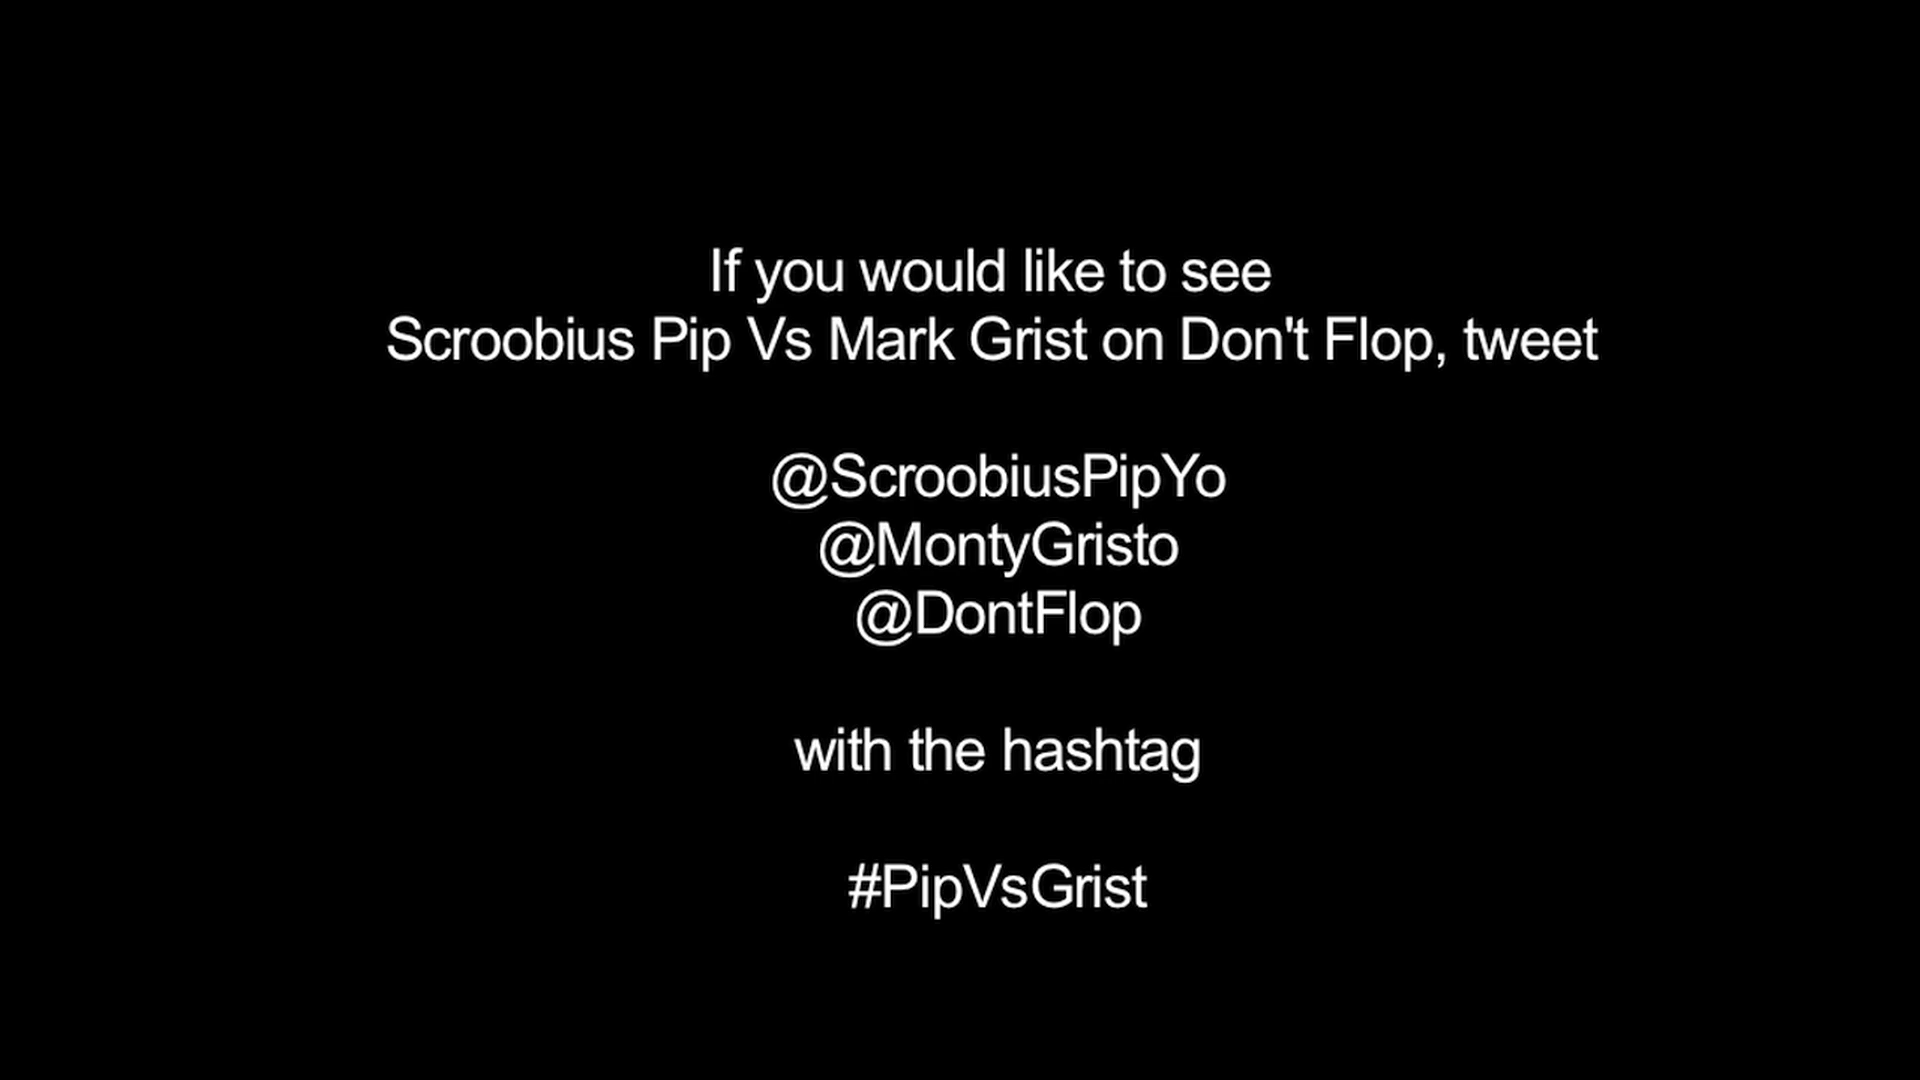 If you would like to see
Scroobius Pip Vs Mark Grist on Don't Flop, tweet
@ScroobiusPipYo
@MontyGristo
@DontFlop
with the hashtag
#PipVsGrist